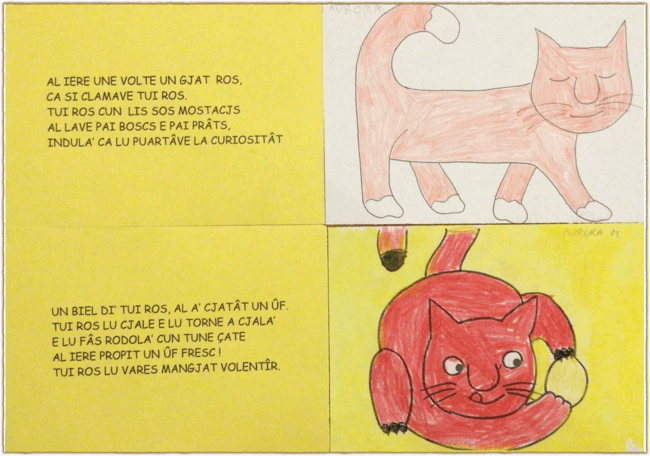 AURORA
AL IERE UNE VOLTE UN GJAT ROS,
CA SI CLAMAVE TUI ROS.
TUI ROS CUN LIS SOS MOSTACJS
AL LAVE PAI BOSCS E PAI PRÂTS,
INDULA' CA LU PUARTÂVE LA CURIOSITÂT
AURORA M
UN BIEL DI' TUI ROS, AL A' CJATÂT UN ÛF.
TUI ROS LU CJALE E LU TORNE A CJALA'
E LU FÂS RODOLA' CUN TUNE ÇATE
AL IERE PROPIT UN ÛF FRESC!
TUI ROS LU VARES MANGJAT VOLENTÎR.